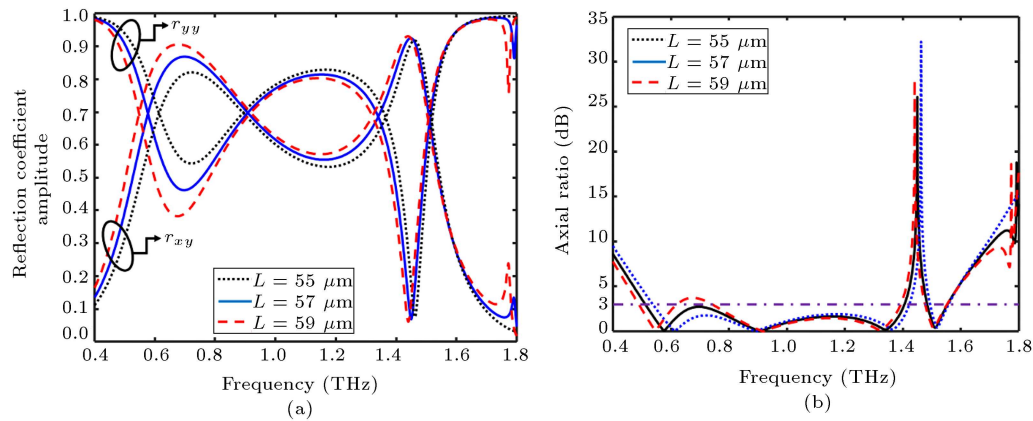 (a)
1.0
0.9
0.8
0.7
0.6
0.5
0.4
0.3
0.2
0.1
0.0
Reflection coefficient
amplitude
r_yy
r_xy
L = 55 μm
L = 57 μm
L = 59 μm
0.4 0.6 0.8 1.0 1.2 1.4 1.6 1.8
Frequency (THz)
(a)
35
30
25
20
15
10
5
3
0
Axial ratio (dB)
L = 55 μm
L = 57 μm
L = 59 μm
0.4 0.6 0.8 1.0 1.2 1.4 1.6 1.8
Frequency (THz)
(b)